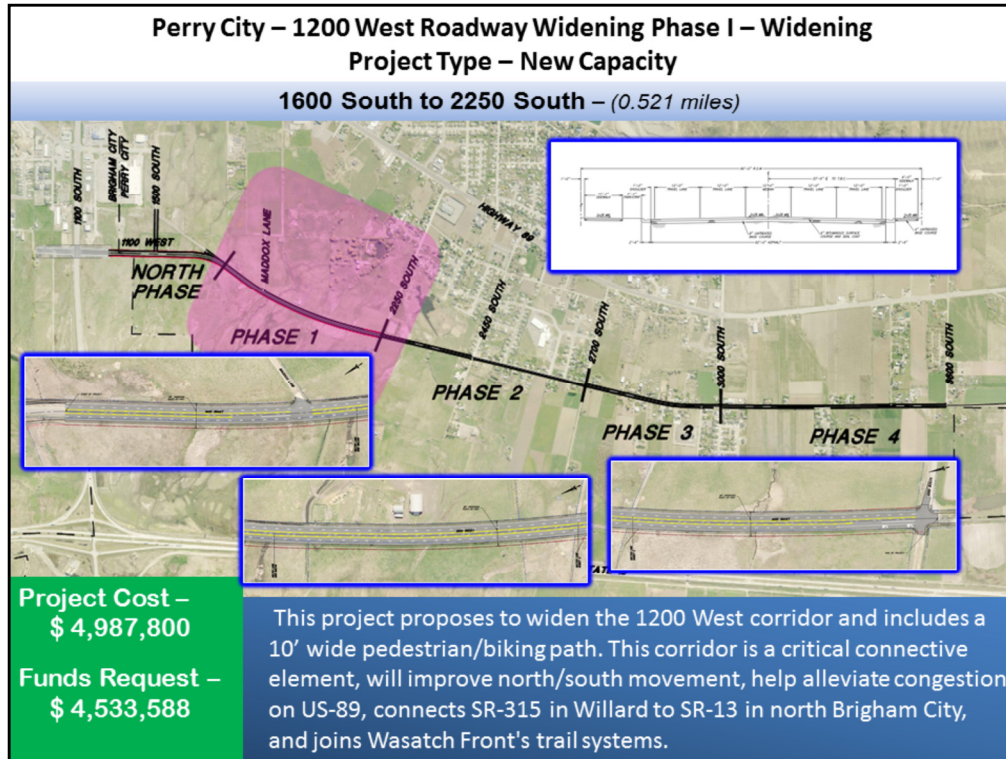 Perry City – 1200 West Roadway Widening Phase I – Widening
Project Type – New Capacity
1600 South to 2250 South – (0.521 miles)
1100 SOUTH
BRIGHAM CITY
PERRY CITY
1500 SOUTH
1100 WEST
NORTH
PHASE
MADDOX LANE
PHASE 1
2250 SOUTH
HIGHWAY 89
2450 SOUTH
PHASE 2
2700 SOUTH
PHASE 3
3000 SOUTH
PHASE 4
3600 SOUTH
Project Cost –
$ 4,987,800
Funds Request –
$ 4,533,588
This project proposes to widen the 1200 West corridor and includes a
10’ wide pedestrian/biking path. This corridor is a critical connective
element, will improve north/south movement, help alleviate congestion
on US-89, connects SR-315 in Willard to SR-13 in north Brigham City,
and joins Wasatch Front's trail systems.